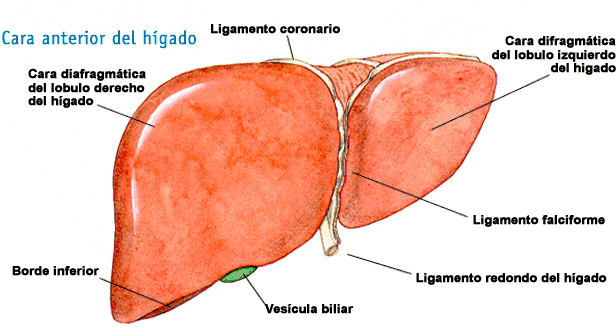 Cara anterior del hígado
Ligamento coronario
Cara difragmática
del lobulo izquierdo
del higado
Cara diafragmática
del lobulo derecho
del hígado
Ligamento falciforme
Borde inferior
Ligamento redondo del hígado
Vesícula biliar